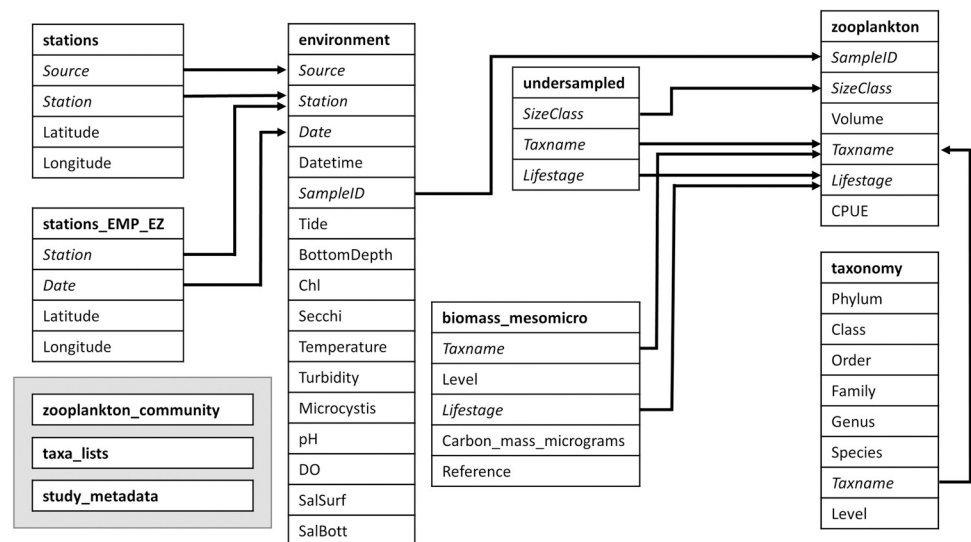 stations
Source
Station
Latitude
Longitude
stations_EMP_EZ
Station
Date
Latitude
Longitude
zooplankton_community
taxa_lists
study_metadata
environment
Source
Station
Date
Datetime
SampleID
Tide
BottomDepth
Chl
Secchi
Temperature
Turbidity
Microcystis
pH
DO
SalSurf
SalBott
undersampled
SizeClass
Taxname
Lifestage
biomass_mesomicro
Taxname
Level
Lifestage
Carbon_mass_micrograms
Reference
zooplankton
SampleID
SizeClass
Volume
Taxname
Lifestage
CPUE
taxonomy
Phylum
Class
Order
Family
Genus
Species
Taxname
Level